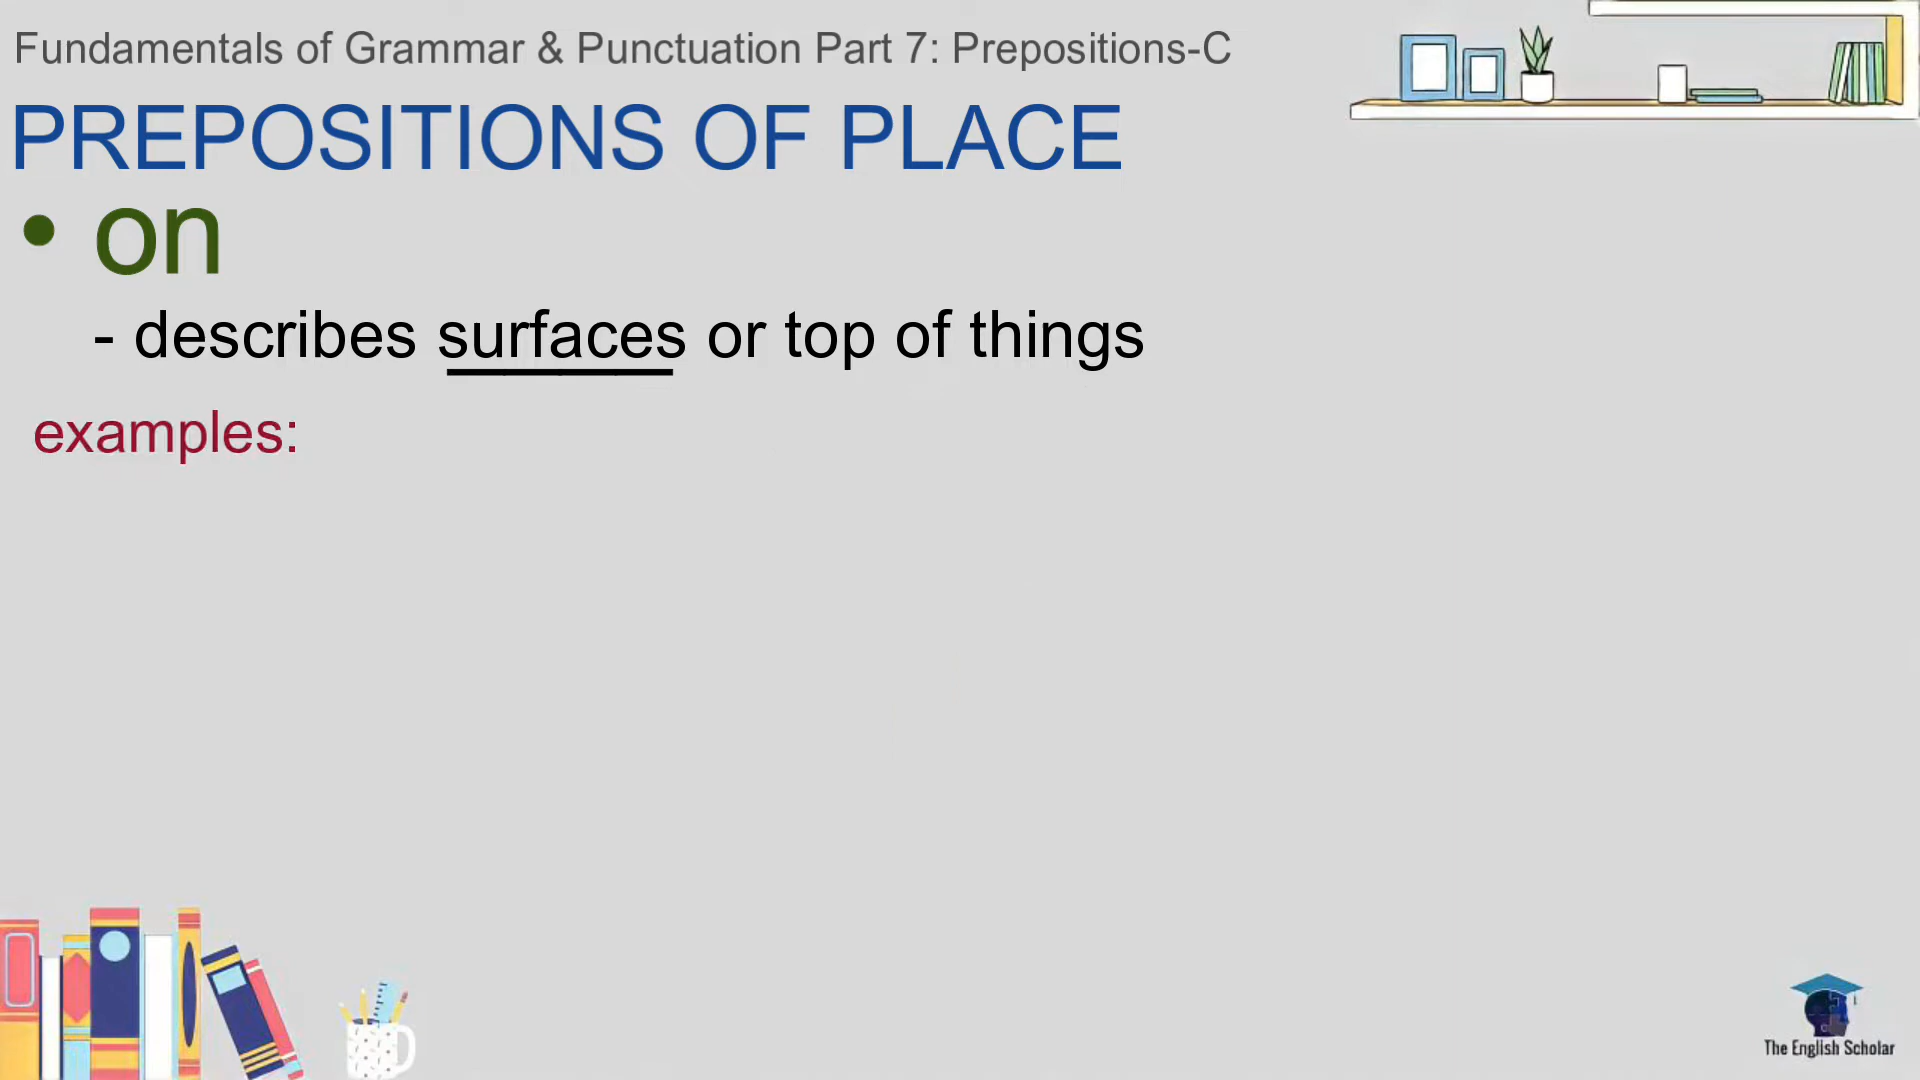 Fundamentals of Grammar & Punctuation Part 7: Prepositions-C
PREPOSITIONS OF PLACE
• on
- describes surfaces or top of things
examples:
The English Scholar